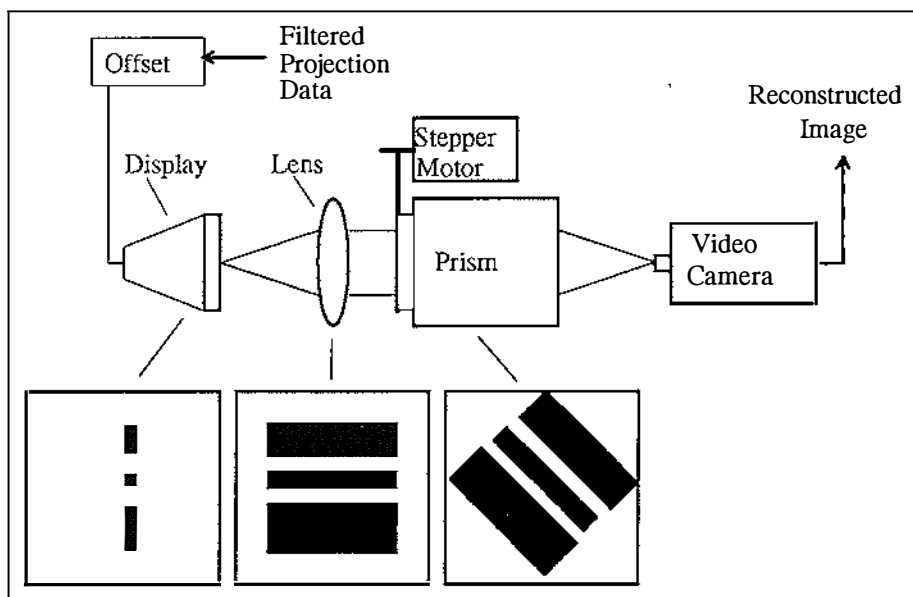 Offset
Filtered
Projection
Data
Reconstructed
Image
Stepper
Motor
Display
Lens
Prism
Video
Camera